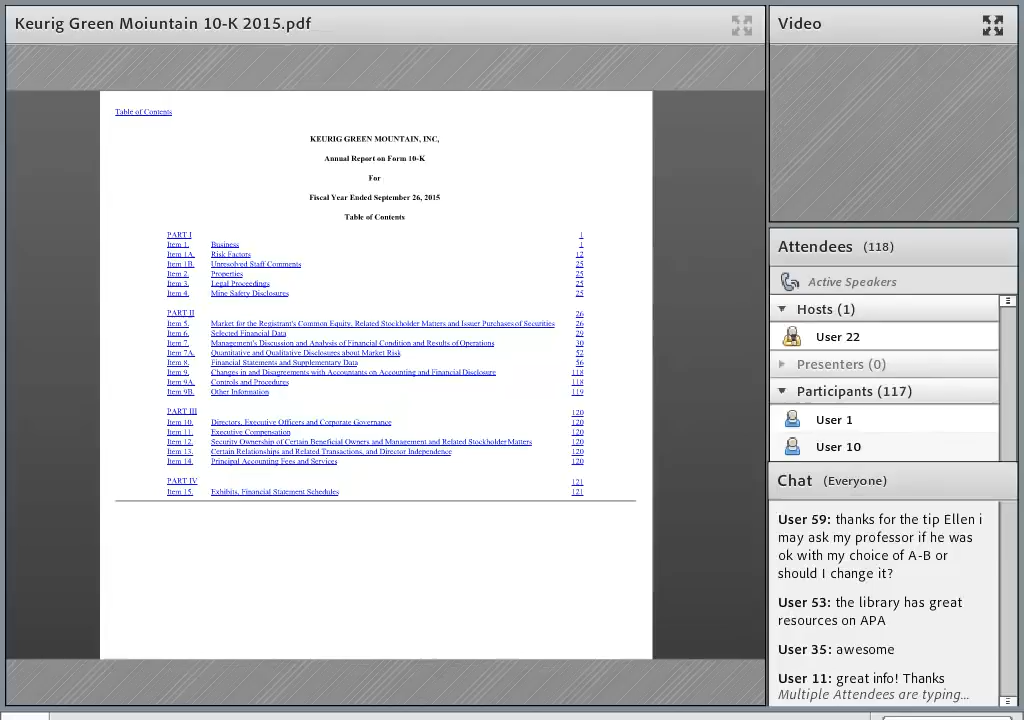 Keurig Green Moiuntain 10-K 2015.pdf
Table of Contents
KEURIG GREEN MOUNTAIN, INC,
Annual Report on Form 10-K
For
Fiscal Year Ended September 26, 2015
Table of Contents
PART I 1
Item 1. Business 1
Item 1A. Risk Factors 12
Item 1B. Unresolved Staff Comments 25
Item 2. Properties 25
Item 3. Legal Proceedings 25
Item 4. Mine Safety Disclosures 25
PART II 26
Item 5. Market for the Registrant's Common Equity, Related Stockholder Matters and Issuer Purchases of Securities 26
Item 6. Selected Financial Data 29
Item 7. Management's Discussion and Analysis of Financial Condition and Results of Operations 30
Item 7A. Quantitative and Qualitative Disclosures about Market Risk 52
Item 8. Financial Statements and Supplementary Data 56
Item 9. Changes in and Disagreements with Accountants on Accounting and Financial Disclosure 118
Item 9A. Controls and Procedures 118
Item 9B. Other Information 119
PART III 120
Item 10. Directors, Executive Officers and Corporate Governance 120
Item 11. Executive Compensation 120
Item 12. Security Ownership of Certain Beneficial Owners and Management and Related Stockholder Matters 120
Item 13. Certain Relationships and Related Transactions, and Director Independence 120
Item 14. Principal Accounting Fees and Services 120
PART IV 121
Item 15. Exhibits, Financial Statement Schedules 121
Video
Attendees (118)
Active Speakers
Hosts (1)
User 22
Presenters (0)
Participants (117)
User 1
User 10
Chat (Everyone)
User 59: thanks for the tip Ellen i
may ask my professor if he was
ok with my choice of A-B or
should I change it?
User 53: the library has great
resources on APA
User 35: awesome
User 11: great info! Thanks
Multiple Attendees are typing...